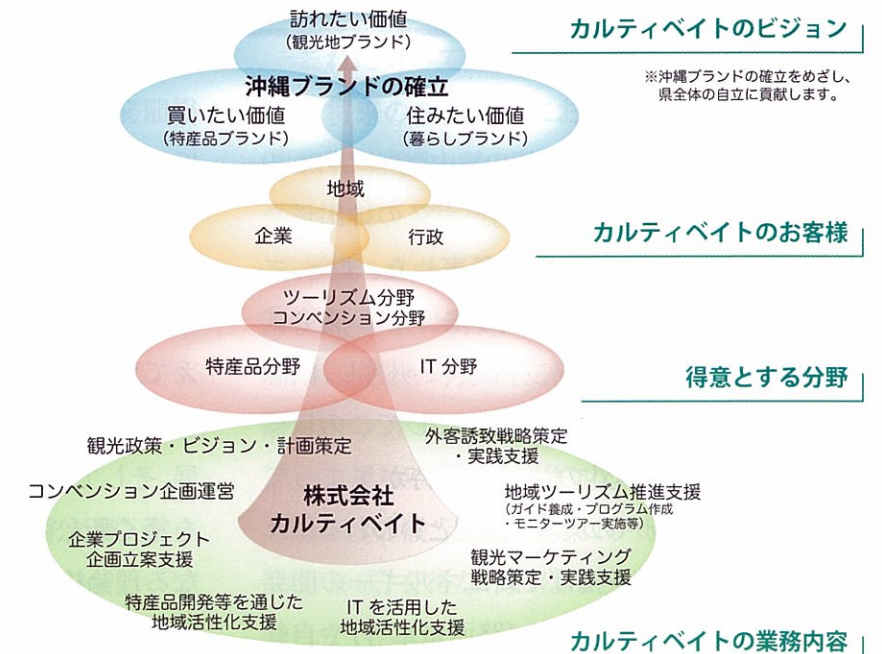 訪れたい価値
（観光地ブランド）
カルティベイトのビジョン
沖縄ブランドの確立
※沖縄ブランドの確立をめざし、
県全体の自立に貢献します。
買いたい価値
（特産品ブランド）
住みたい価値
（暮らしブランド）
地域
企業
行政
カルティベイトのお客様
ツーリズム分野
コンベンション分野
特産品分野
IT 分野
得意とする分野
観光政策・ビジョン・計画策定
外客誘致戦略策定
・実践支援
コンベンション企画運営
株式会社
カルティベイト
地域ツーリズム推進支援
（ガイド養成・プログラム作成
・モニターツアー実施等）
企業プロジェクト
企画立案支援
観光マーケティング
戦略策定・実践支援
特産品開発等を通じた
地域活性化支援
IT を活用した
地域活性化支援
カルティベイトの業務内容